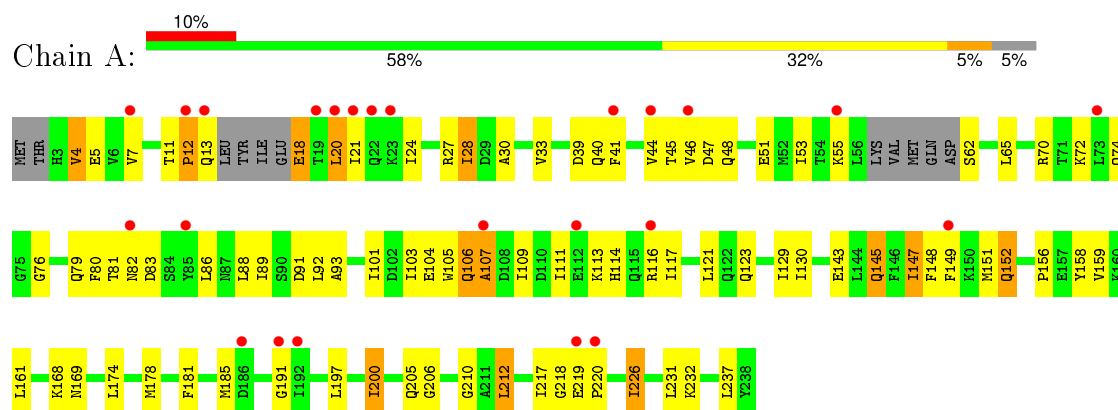 10%
Chain A:
58% 32% 5% 5%
MET THR H3 V4 E5 V6 V7 T11 P12 Q13 LEU TYR ILE GLU E18 T19 L20 I21 Q22 K23 I24 R27 I28 D29 A30 V33 D39 Q40 F41 V44 T45 V46 D47 Q48 E51 M52 I53 T54 K55 L56 LYS VAL MET GLN ASP S62 L65 R70 T71 K72 L73
G75 G76 Q79 F80 T81 N82 D83 S84 Y85 L86 N87 L88 I89 S90 D91 L92 A93 I101 D102 I103 E104 W105 Q106 A107 D108 I109 D110 I111 E112 K113 H114 Q115 R116 I117 L121 Q122 Q123 I129 I130 E143 L144 Q145 F146 I147 F148 F149 K150 M151 Q152 P156 E157 Y158 V159 K160
L161 K168 N169 L174 M178 F181 M185 D186 G191 I192 L197 I200 Q205 G206 G210 A211 L212 I217 G218 E219 P220 I226 L231 K232 L237 Y238